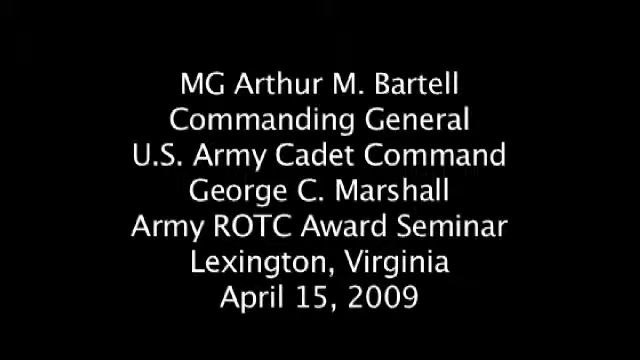 MG Arthur M. Bartell
Commanding General
U.S. Army Cadet Command
George C. Marshall
Army ROTC Award Seminar
Lexington, Virginia
April 15, 2009